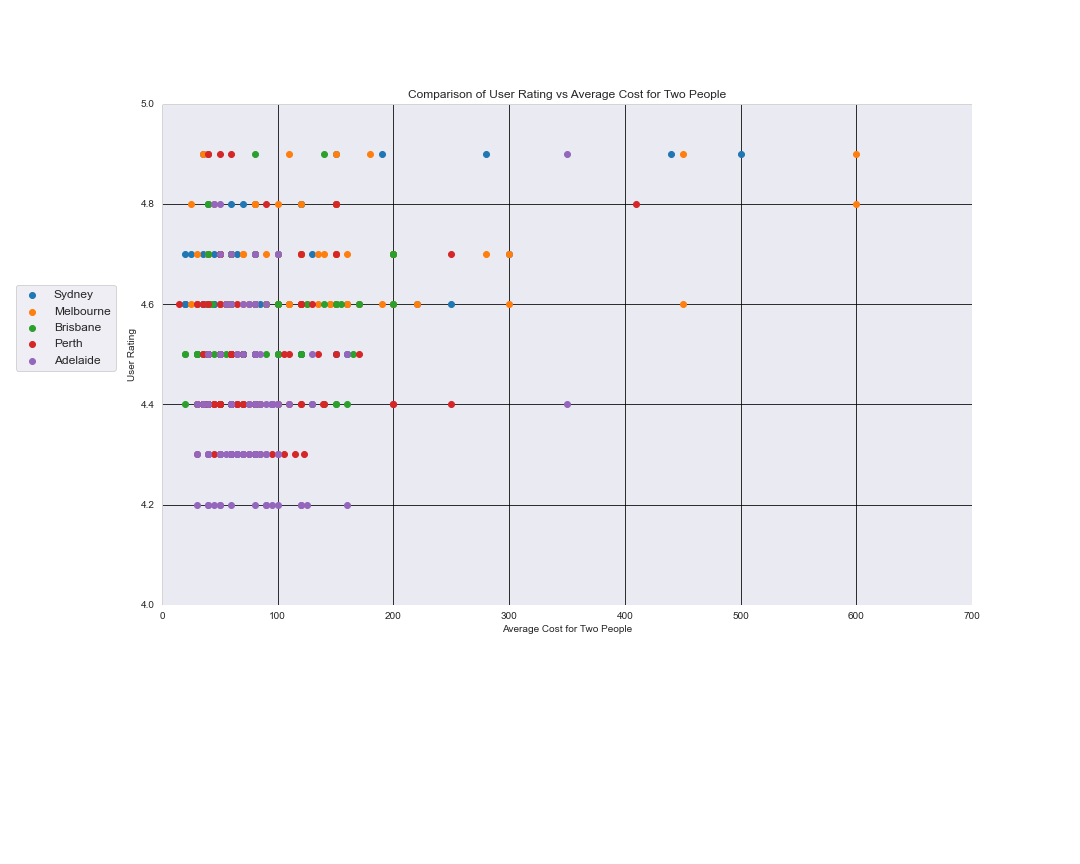 Comparison of User Rating vs Average Cost for Two People
5.0
4.8
4.6
4.4
4.2
4.0
User Rating
Sydney
Melbourne
Brisbane
Perth
Adelaide
0 100 200 300 400 500 600 700
Average Cost for Two People